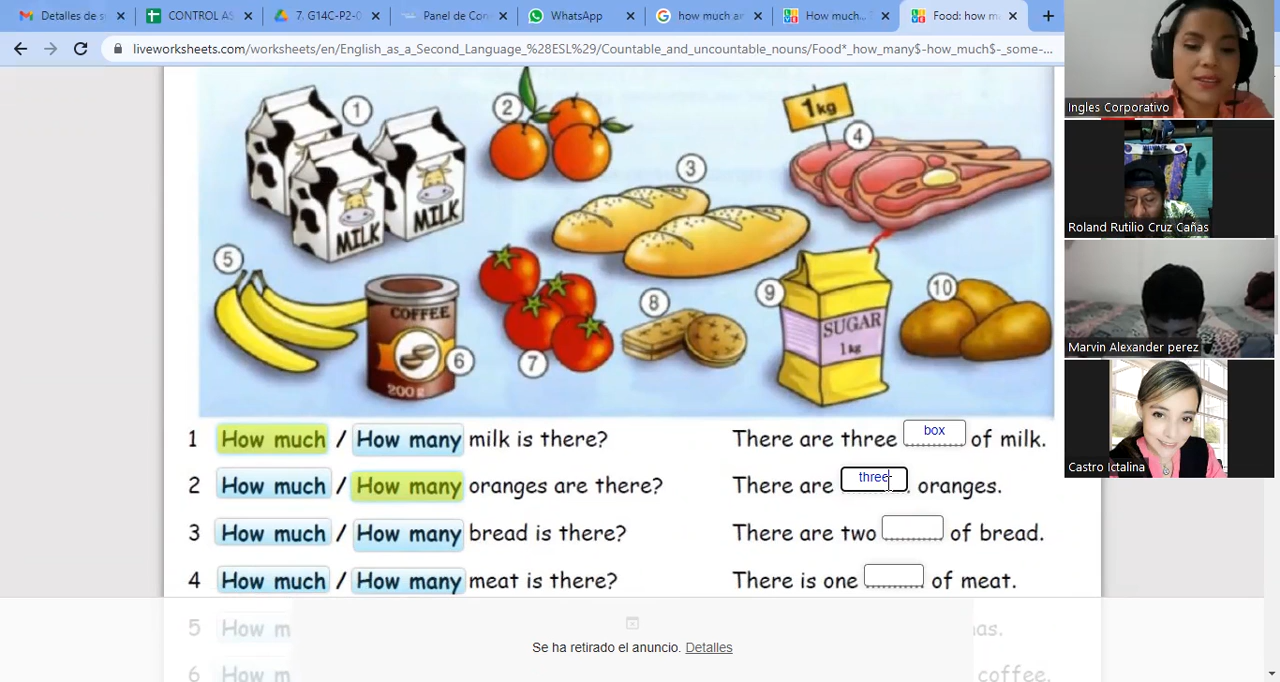 Detalles de s
CONTROL AS
7. G14C-P2-0
Panel de Con
WhatsApp
how much a
How much..
Food: how m
liveworksheets.com/worksheets/en/English_as_a_Second_Language_%28ESL%29/Countable_and_uncountable_nouns/Food*_how_many$-how_much$-_some-...
1
2
3
1kg
4
MILK
MILK
5
COFFEE
200g
6
7
8
9
SUGAR
1kg
10
1 How much / How many milk is there? There are three box of milk.
2 How much / How many oranges are there? There are three oranges.
3 How much / How many bread is there? There are two of bread.
4 How much / How many meat is there? There is one of meat.
5 How m nas.
6 How m coffee.
Se ha retirado el anuncio. Detalles
Ingles Corporativo
Roland Rutilio Cruz Cañas
Marvin Alexander perez
Castro Ictalina